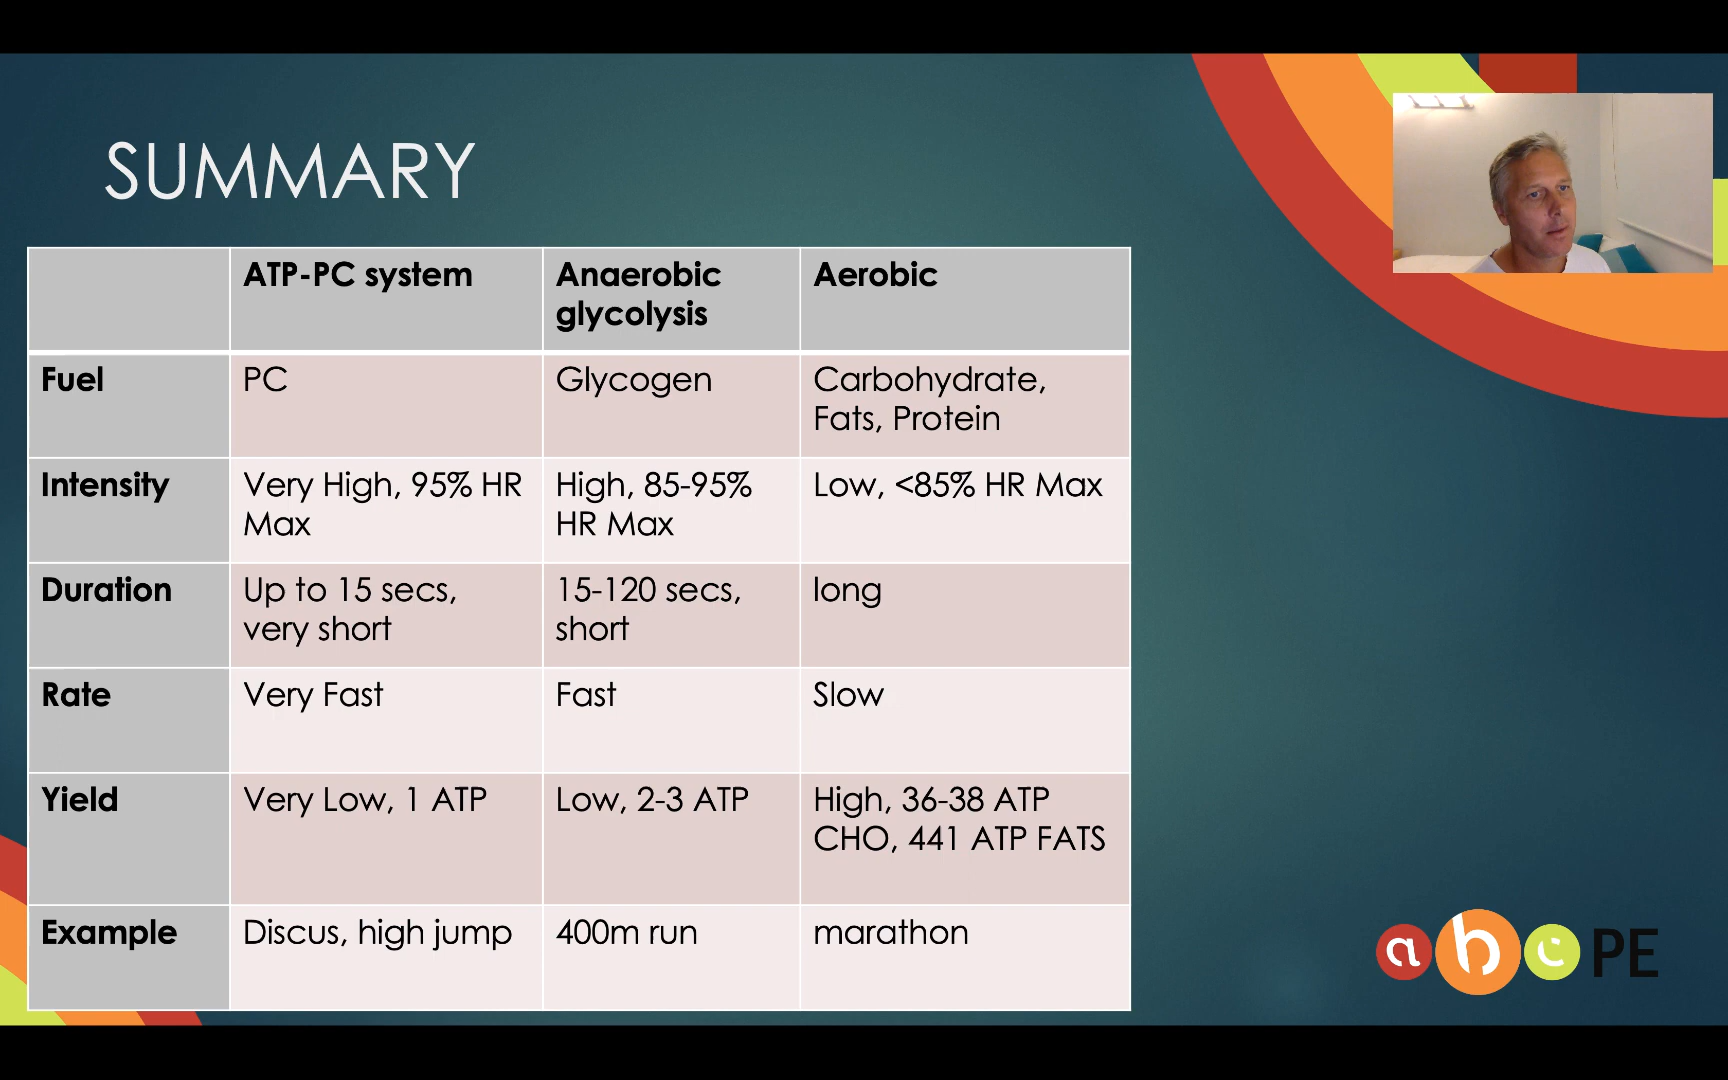 SUMMARY
ATP-PC system
Anaerobic
glycolysis
Aerobic
Fuel
PC
Glycogen
Carbohydrate,
Fats, Protein
Intensity
Very High, 95% HR
Max
High, 85-95%
HR Max
Low, <85% HR Max
Duration
Up to 15 secs,
very short
15-120 secs,
short
long
Rate
Very Fast
Fast
Slow
Yield
Very Low, 1 ATP
Low, 2-3 ATP
High, 36-38 ATP
CHO, 441 ATP FATS
Example
Discus, high jump
400m run
marathon
abc PE